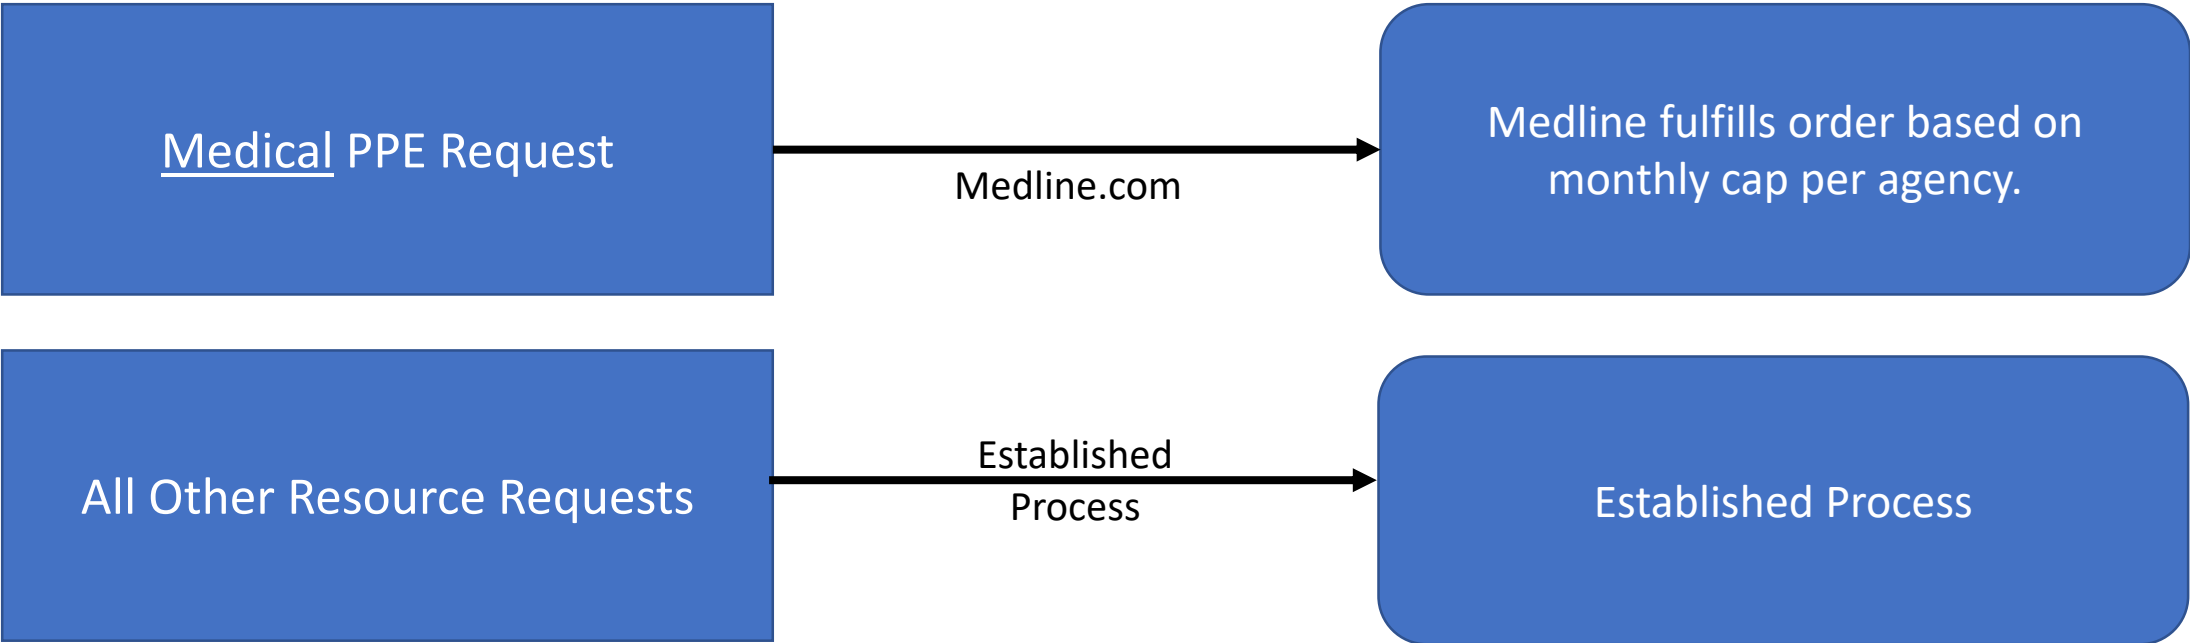 Medical PPE Request
Medline.com
Medline fulfills order based on
monthly cap per agency.
All Other Resource Requests
Established
Process
Established Process